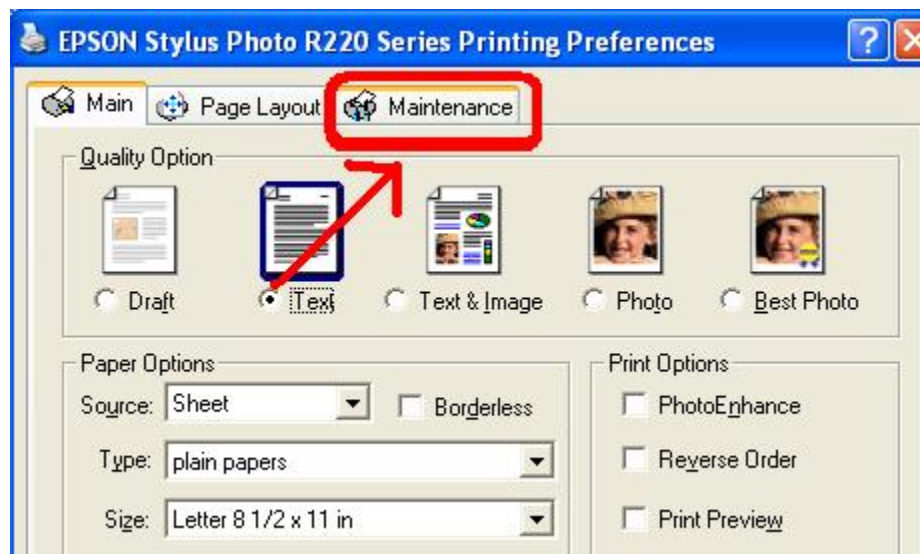 EPSON Stylus Photo R220 Series Printing Preferences
Main Page Layout Maintenance
Quality Option
Draft Text Text & Image Photo Best Photo
Paper Options
Source: Sheet Borderless
Type: plain papers
Size: Letter 8 1/2 x 11 in
Print Options
PhotoEnhance
Reverse Order
Print Preview